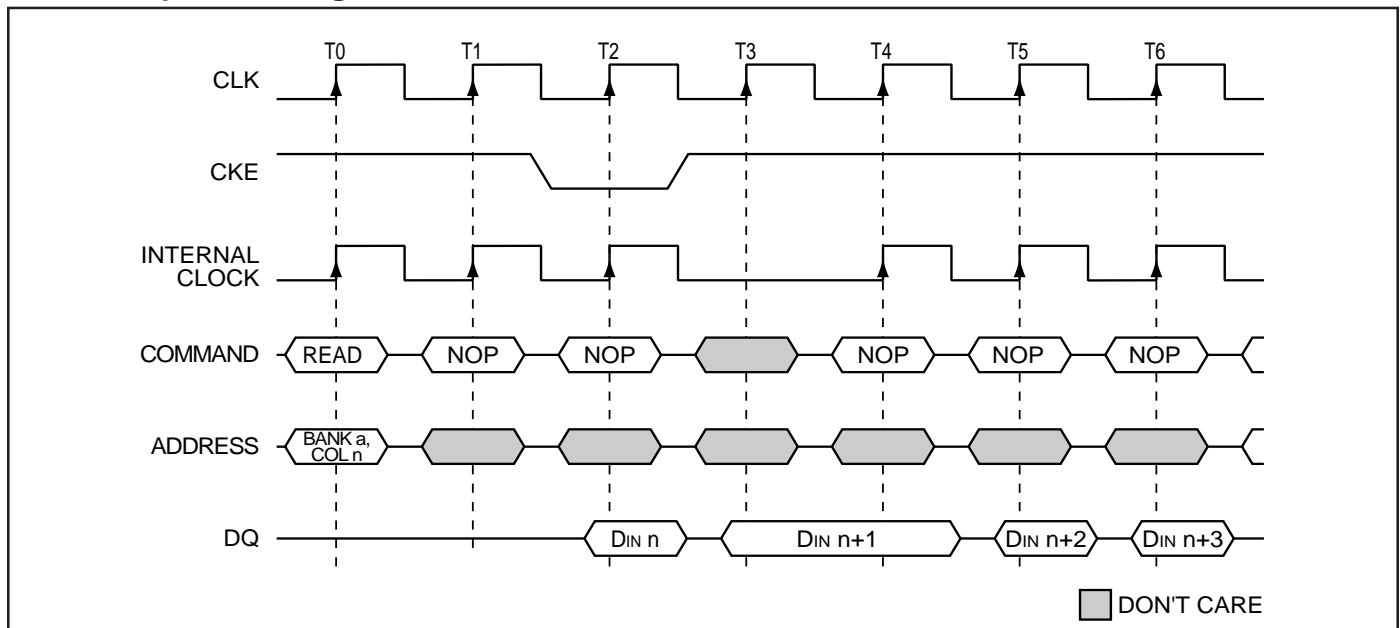 T0 T1 T2 T3 T4 T5 T6
CLK
CKE
INTERNAL
CLOCK
COMMAND READ NOP NOP NOP NOP NOP
ADDRESS BANK a,
COL n
DQ DIN n DIN n+1 DIN n+2 DIN n+3
DON'T CARE